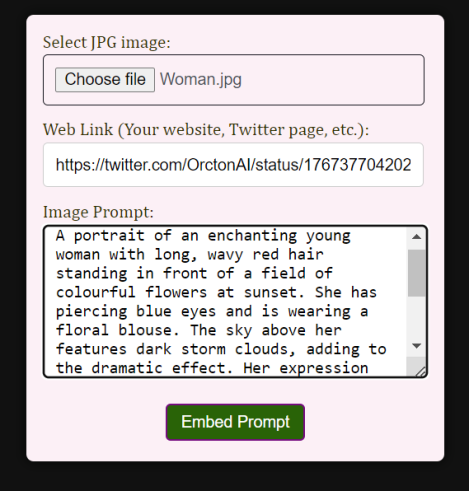 Select JPG image:
Choose file Woman.jpg
Web Link (Your website, Twitter page, etc.):
https://twitter.com/OrctonAI/status/176737704202
Image Prompt:
A portrait of an enchanting young
woman with long, wavy red hair
standing in front of a field of
colourful flowers at sunset. She has
piercing blue eyes and is wearing a
floral blouse. The sky above her
features dark storm clouds, adding to
the dramatic effect. Her expression
Embed Prompt